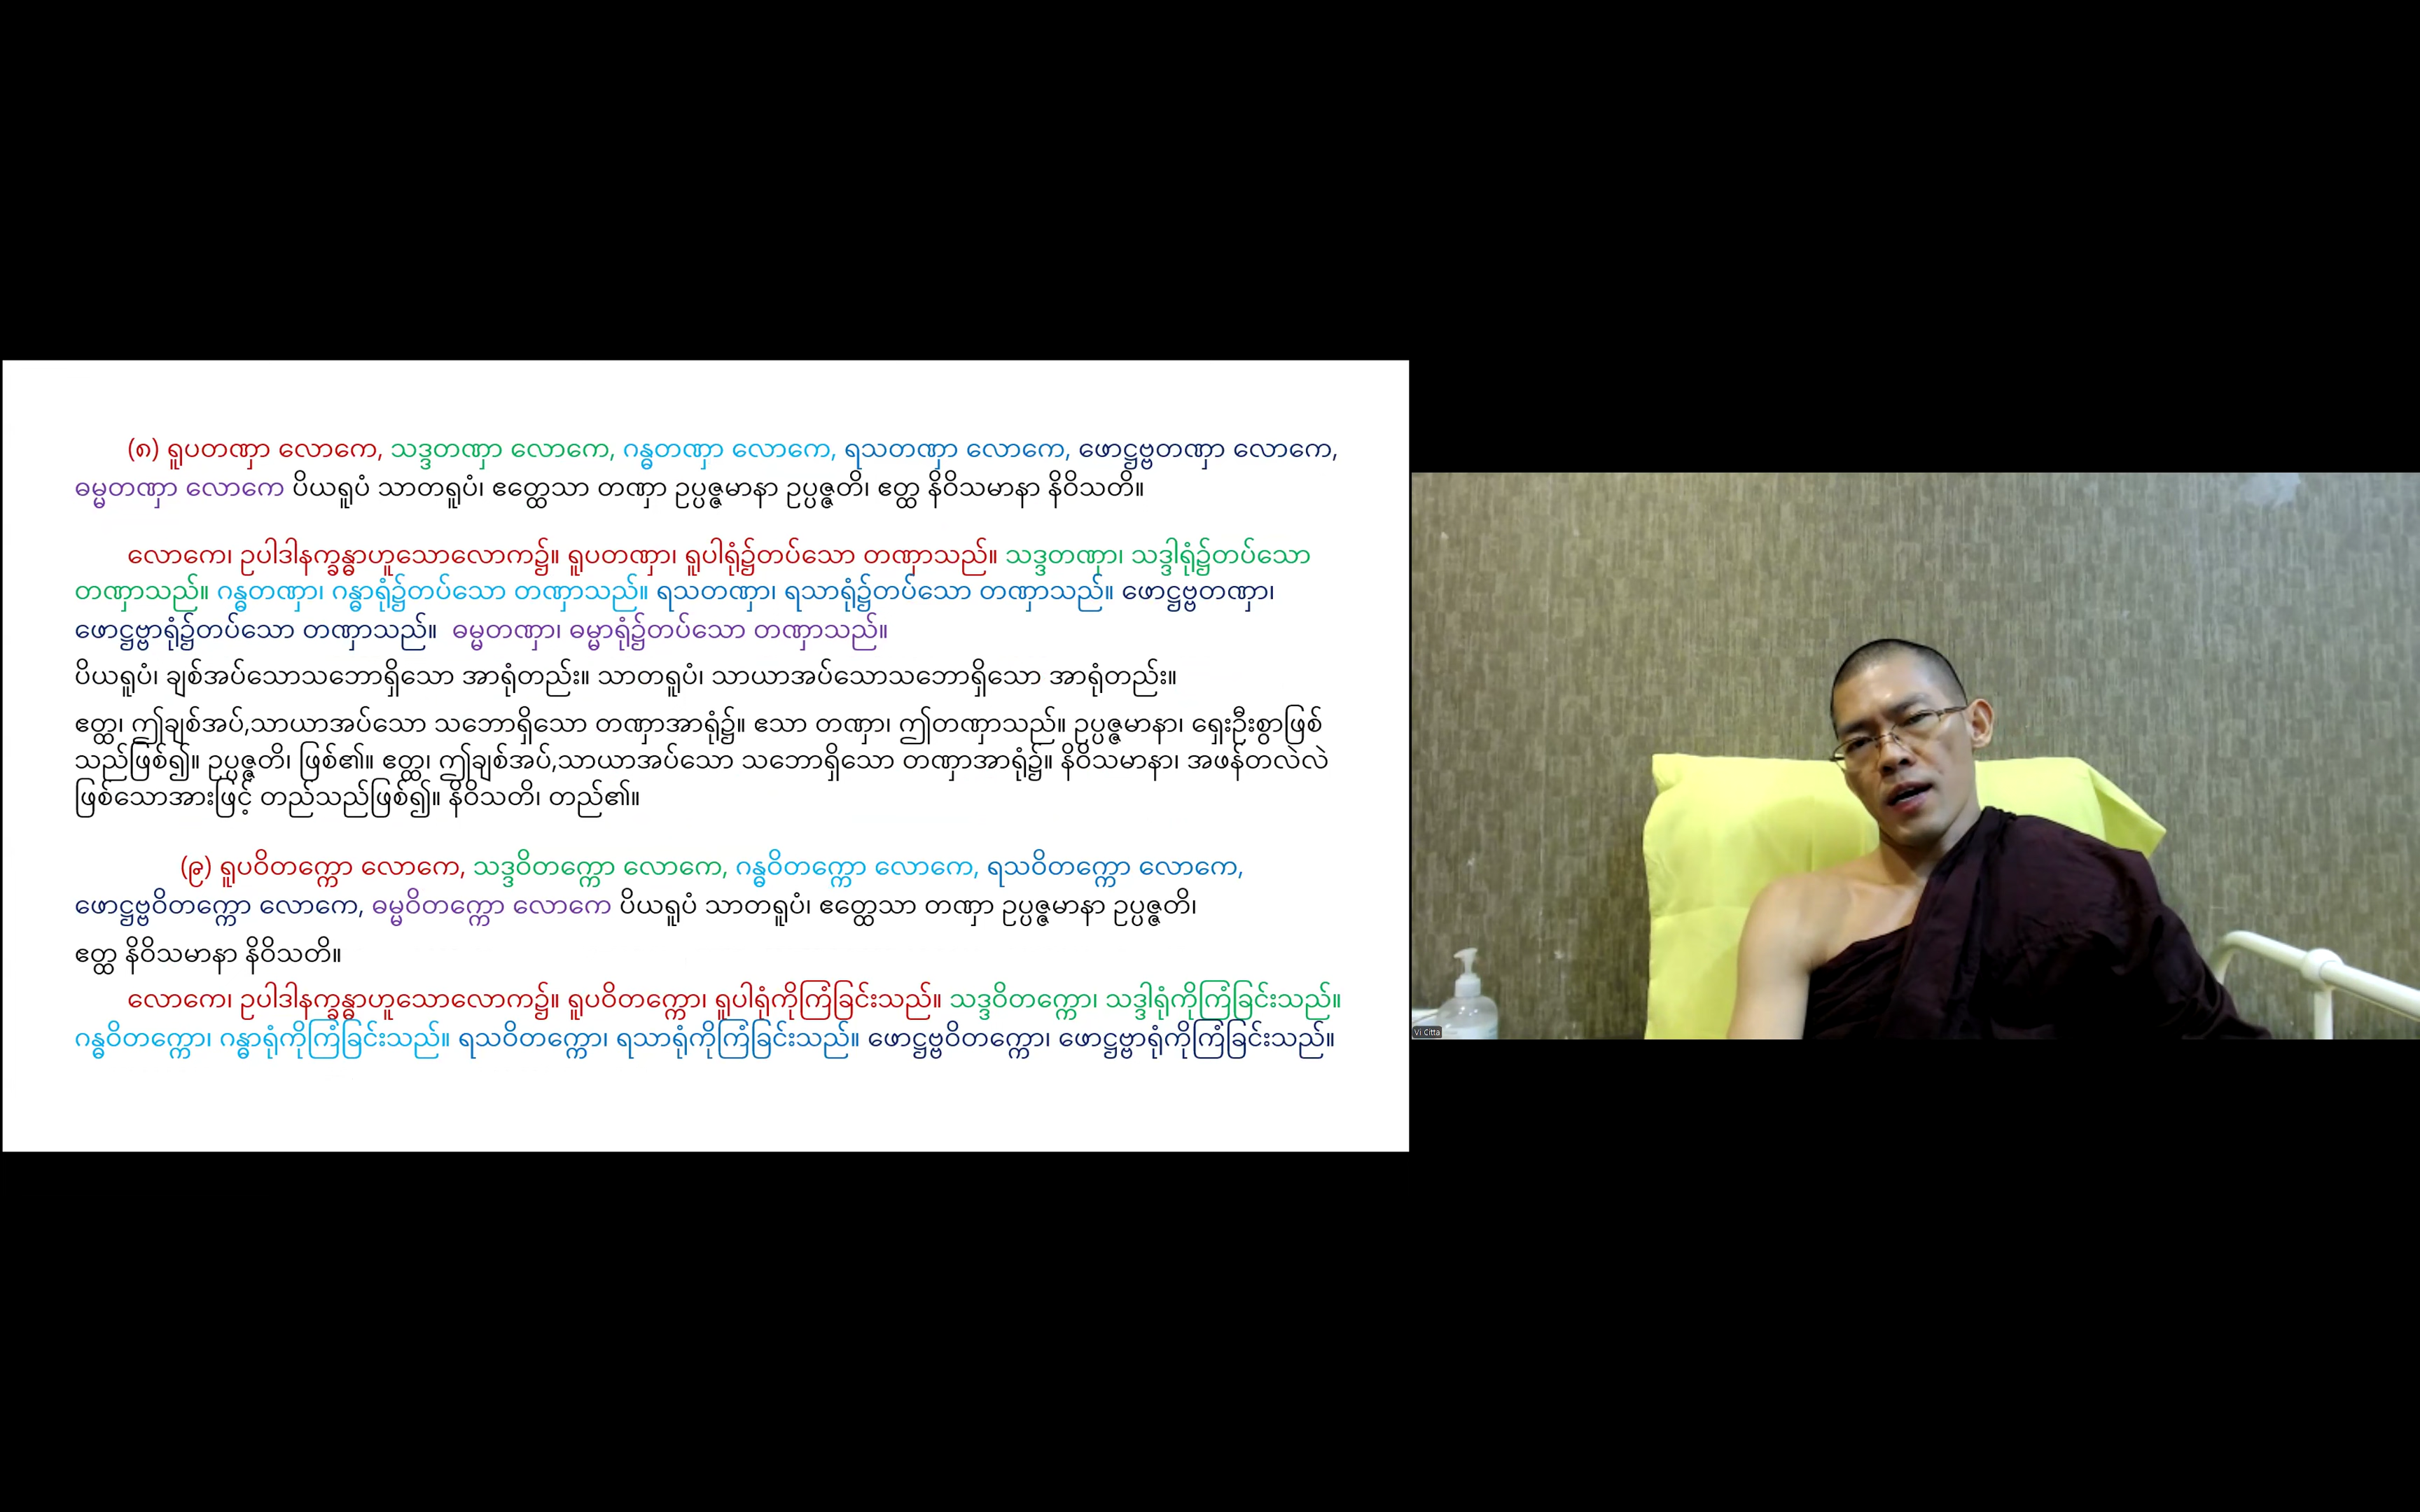 (၈) ရူပတဏှာ လောကေ, သဒ္ဒတဏှာ လောကေ, ဂန္ဓတဏှာ လောကေ, ရသတဏှာ လောကေ, ဖောဋ္ဌဗ္ဗတဏှာ လောကေ,
ဓမ္မတဏှာ လောကေ ပိယရူပံ သာတရူပံ၊ ဧတ္ထေသာ တဏှာ ဥပ္ပဇ္ဇမာနာ ဥပ္ပဇ္ဇတိ၊ ဧတ္ထ နိဝိသမာနာ နိဝိသတိ။
လောကေ၊ ဥပါဒါနက္ခန္ဓာဟူသောလောက၌။ ရူပတဏှာ၊ ရူပါရုံ၌တပ်သော တဏှာသည်။ သဒ္ဒတဏှာ၊ သဒ္ဒါရုံ၌တပ်သော
တဏှာသည်။ ဂန္ဓတဏှာ၊ ဂန္ဓာရုံ၌တပ်သော တဏှာသည်။ ရသတဏှာ၊ ရသာရုံ၌တပ်သော တဏှာသည်။ ဖောဋ္ဌဗ္ဗတဏှာ၊
ဖောဋ္ဌဗ္ဗာရုံ၌တပ်သော တဏှာသည်။ ဓမ္မတဏှာ၊ ဓမ္မာရုံ၌တပ်သော တဏှာသည်။
ပိယရူပံ၊ ချစ်အပ်သောသဘောရှိသော အာရုံတည်း။ သာတရူပံ၊ သာယာအပ်သောသဘောရှိသော အာရုံတည်း။
ဧတ္ထ၊ ဤချစ်အပ်,သာယာအပ်သော သဘောရှိသော တဏှာအာရုံ၌။ ဧသာ တဏှာ၊ ဤတဏှာသည်။ ဥပ္ပဇ္ဇမာနာ၊ ရှေးဦးစွာဖြစ်
သည်ဖြစ်၍။ ဥပ္ပဇ္ဇတိ၊ ဖြစ်၏။ ဧတ္ထ၊ ဤချစ်အပ်,သာယာအပ်သော သဘောရှိသော တဏှာအာရုံ၌။ နိဝိသမာနာ၊ အဖန်တလဲလဲ
ဖြစ်သောအားဖြင့် တည်သည်ဖြစ်၍။ နိဝိသတိ၊ တည်၏။
(၉) ရူပဝိတက္ကော လောကေ, သဒ္ဒဝိတက္ကော လောကေ, ဂန္ဓဝိတက္ကော လောကေ, ရသဝိတက္ကော လောကေ,
ဖောဋ္ဌဗ္ဗဝိတက္ကော လောကေ, ဓမ္မဝိတက္ကော လောကေ ပိယရူပံ သာတရူပံ၊ ဧတ္ထေသာ တဏှာ ဥပ္ပဇ္ဇမာနာ ဥပ္ပဇ္ဇတိ၊
ဧတ္ထ နိဝိသမာနာ နိဝိသတိ။
လောကေ၊ ဥပါဒါနက္ခန္ဓာဟူသောလောက၌။ ရူပဝိတက္ကော၊ ရူပါရုံကိုကြံခြင်းသည်။ သဒ္ဒဝိတက္ကော၊ သဒ္ဒါရုံကိုကြံခြင်းသည်။
ဂန္ဓဝိတက္ကော၊ ဂန္ဓာရုံကိုကြံခြင်းသည်။ ရသဝိတက္ကော၊ ရသာရုံကိုကြံခြင်းသည်။ ဖောဋ္ဌဗ္ဗဝိတက္ကော၊ ဖောဋ္ဌဗ္ဗာရုံကိုကြံခြင်းသည်။
Vi Citta